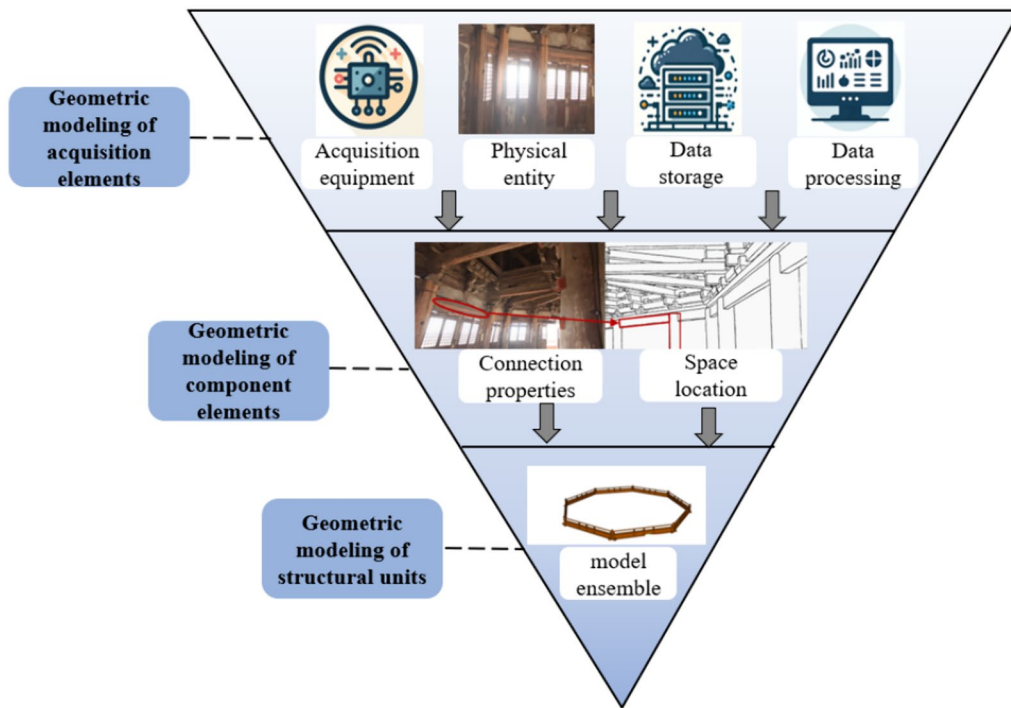 Geometric
modeling of
acquisition
elements
Acquisition
equipment
Physical
entity
Data
storage
Data
processing
Geometric
modeling of
component
elements
Connection
properties
Space
location
Geometric
modeling of
structural units
model
ensemble